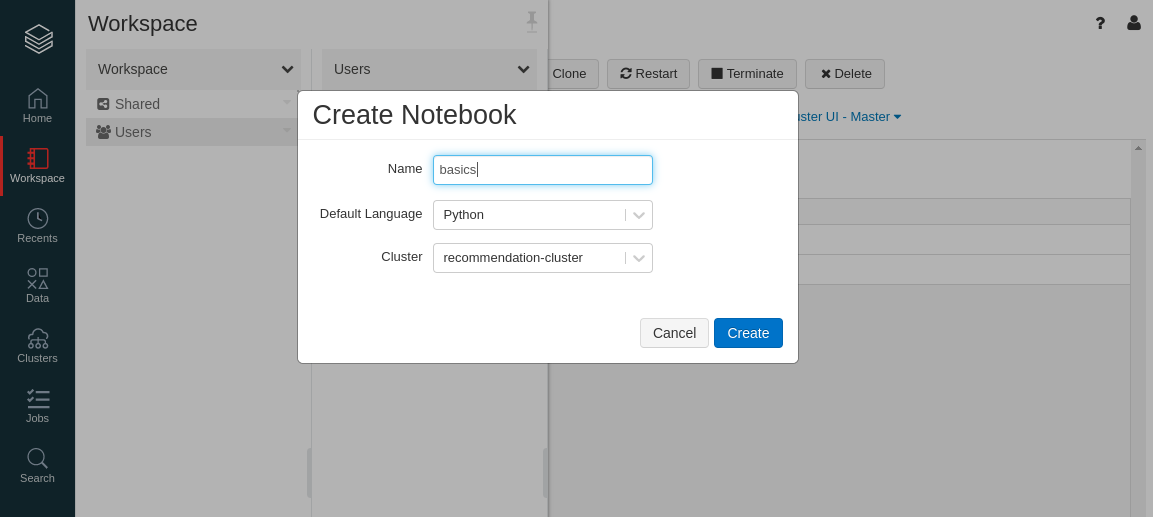 Workspace
?
Workspace
Users
Clone
Restart
Terminate
Delete
Shared
Users
UI - Master
Create Notebook
Name
basics
Default Language
Python
Cluster
recommendation-cluster
Cancel
Create
Home
Workspace
Recents
Data
Clusters
Jobs
Search